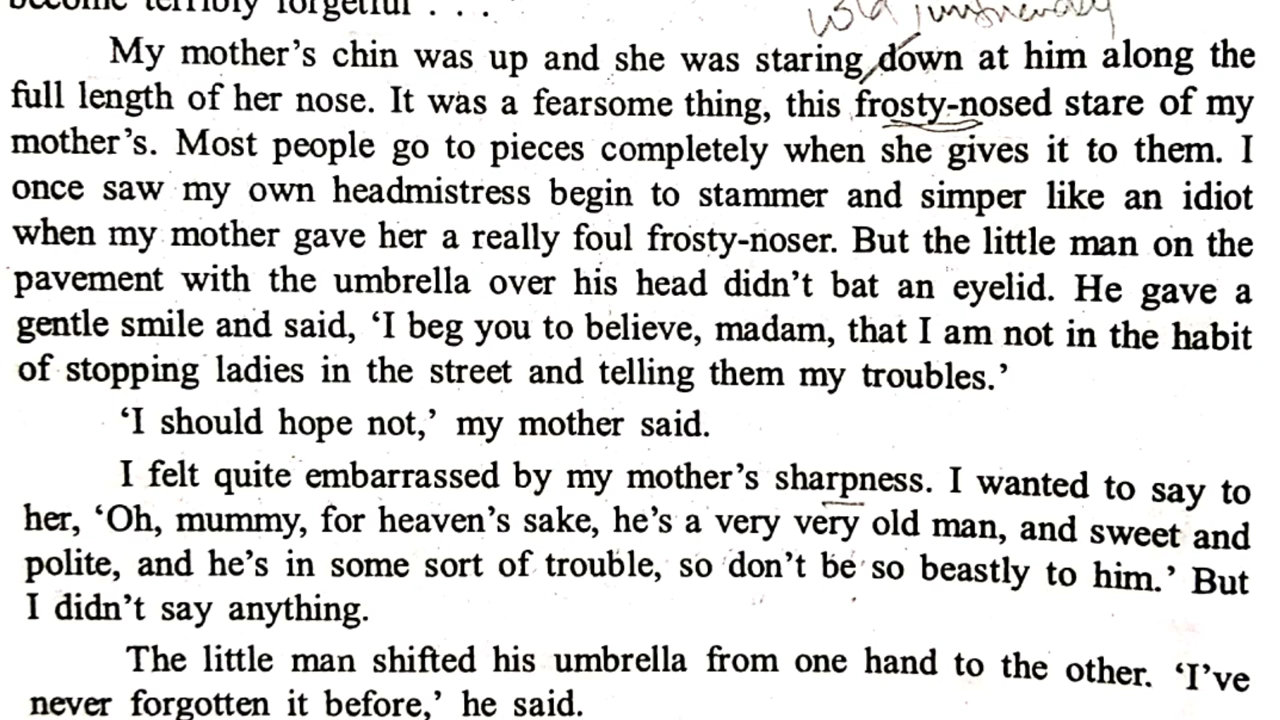 become terribly forgetful . . .
cold, unfriendly
My mother's chin was up and she was staring down at him along the
full length of her nose. It was a fearsome thing, this frosty-nosed stare of my
mother's. Most people go to pieces completely when she gives it to them. I
once saw my own headmistress begin to stammer and simper like an idiot
when my mother gave her a really foul frosty-noser. But the little man on the
pavement with the umbrella over his head didn't bat an eyelid. He gave a
gentle smile and said, ‘I beg you to believe, madam, that I am not in the habit
of stopping ladies in the street and telling them my troubles.’
‘I should hope not,’ my mother said.
I felt quite embarrassed by my mother's sharpness. I wanted to say to
her, ‘Oh, mummy, for heaven's sake, he's a very very old man, and sweet and
polite, and he's in some sort of trouble, so don't be so beastly to him.’ But
I didn't say anything.
The little man shifted his umbrella from one hand to the other. ‘I've
never forgotten it before,’ he said.